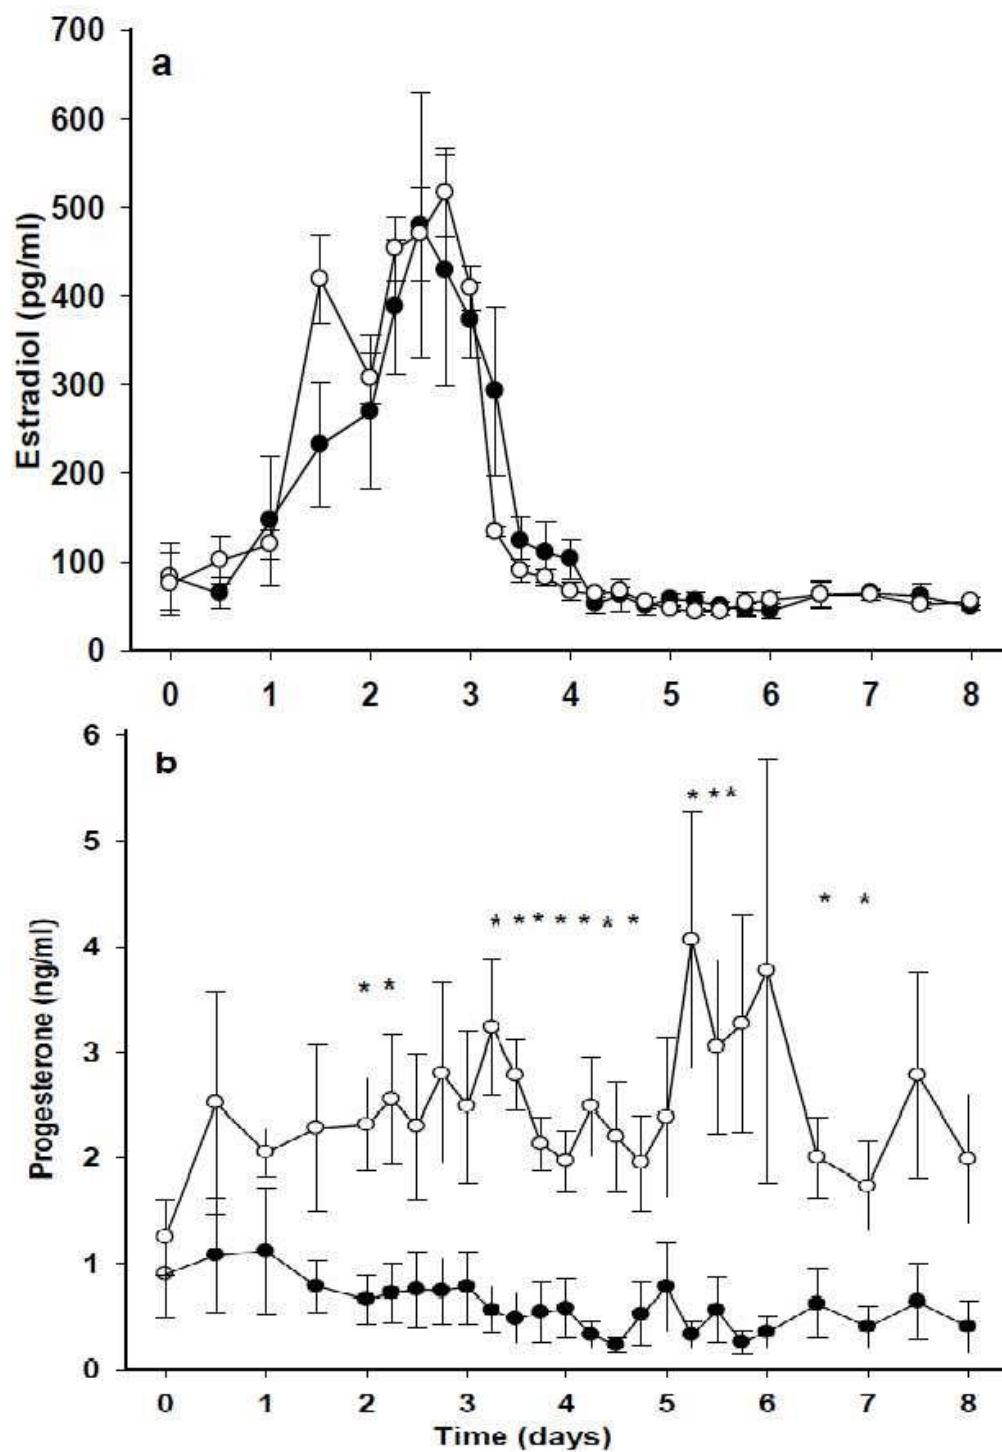 700
a
600
500
400
300
200
100
0
Estradiol (pg/ml)
0 1 2 3 4 5 6 7 8
6
b
5
4
3
2
1
0
Progesterone (ng/ml)
* * *
* *
* * * * * * *
* *
0 1 2 3 4 5 6 7 8
Time (days)